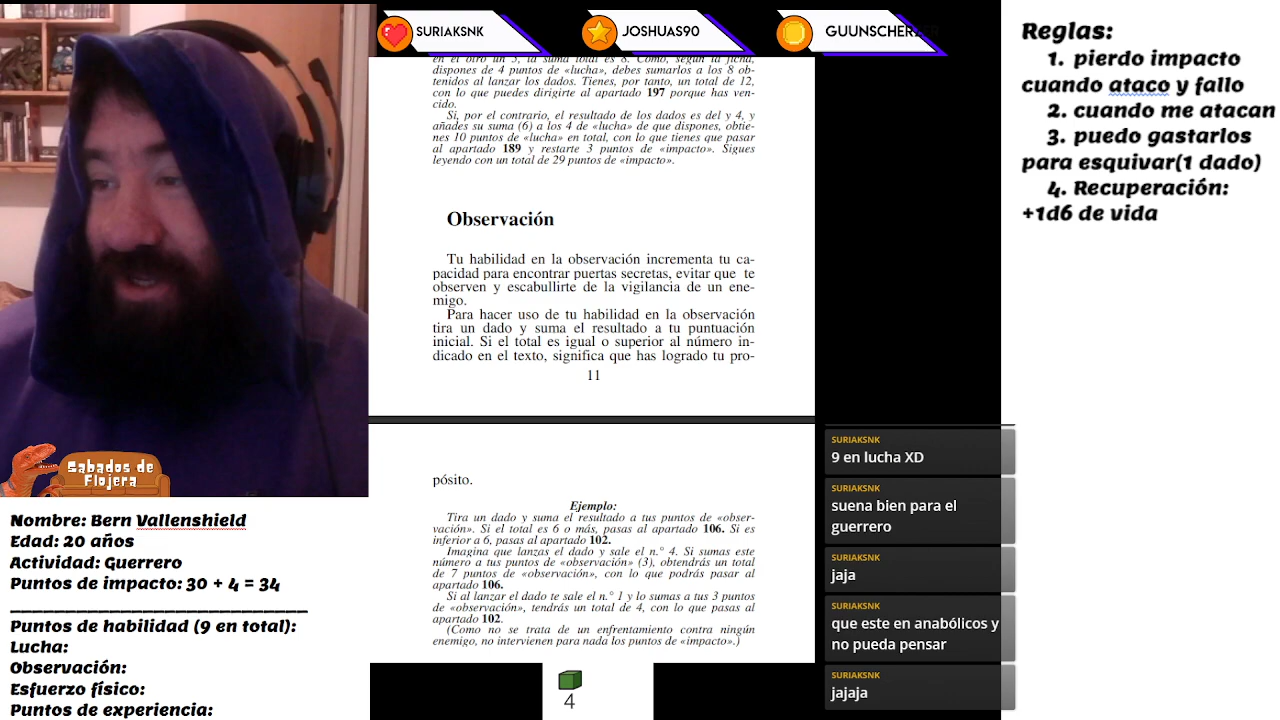 SURIAKSNK
JOSHUAS90
GUUNSCHER
en el otro un 3, la suma total es 8. Como, según la ficha,
dispones de 4 puntos de «lucha», debes sumarlos a los 8 ob-
tenidos al lanzar los dados. Tienes, por tanto, un total de 12,
con lo que puedes dirigirte al apartado 197 porque has ven-
cido.
Si, por el contrario, el resultado de los dados es del y 4, y
añades su suma (6) a los 4 de «lucha» de que dispones, obtie-
nes 10 puntos de «lucha» en total, con lo que tienes que pasar
al apartado 189 y restarte 3 puntos de «impacto». Sigues
leyendo con un total de 29 puntos de «impacto».
Observación
Tu habilidad en la observación incrementa tu ca-
pacidad para encontrar puertas secretas, evitar que te
observen y escabullirte de la vigilancia de un ene-
migo.
Para hacer uso de tu habilidad en la observación
tira un dado y suma el resultado a tu puntuación
inicial. Si el total es igual o superior al número in-
dicado en el texto, significa que has logrado tu pro-
11
pósito.
Ejemplo:
Tira un dado y suma el resultado a tus puntos de «obser-
vación». Si el total es 6 o más, pasas al apartado 106. Si es
inferior a 6, pasas al apartado 102.
Imagina que lanzas el dado y sale el n.° 4. Si sumas este
número a tus puntos de «observación» (3), obtendrás un total
de 7 puntos de «observación», con lo que podrás pasar al
apartado 106.
Si al lanzar el dado te sale el n.° 1 y lo sumas a tus 3 puntos
de «observación», tendrás un total de 4, con lo que pasas al
apartado 102.
(Como no se trata de un enfrentamiento contra ningún
enemigo, no intervienen para nada los puntos de «impacto».)
4
Reglas:
1. pierdo impacto
cuando ataco y fallo
2. cuando me atacan
3. puedo gastarlos
para esquivar(1 dado)
4. Recuperación:
+1d6 de vida
SURIAKSNK
9 en lucha XD
SURIAKSNK
suena bien para el
guerrero
SURIAKSNK
jaja
SURIAKSNK
que este en anabólicos y
no pueda pensar
SURIAKSNK
jajaja
Sabados de
Flojera
Nombre: Bern Vallenshield
Edad: 20 años
Actividad: Guerrero
Puntos de impacto: 30 + 4 = 34
Puntos de habilidad (9 en total):
Lucha:
Observación:
Esfuerzo físico:
Puntos de experiencia: